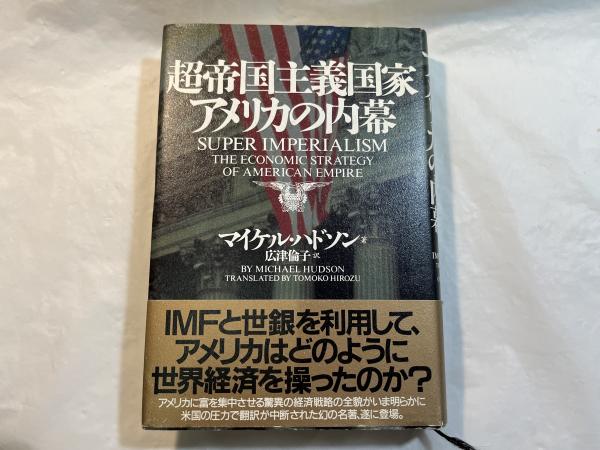 超帝国主義国家
アメリカの内幕
SUPER IMPERIALISM
THE ECONOMIC STRATEGY
OF AMERICAN EMPIRE
マイケル・ハドソン 著
広津倫子 訳
BY MICHAEL HUDSON
TRANSLATED BY TOMOKO HIROZU
IMFと世銀を利用して、
アメリカはどのように
世界経済を操ったのか?
アメリカに富を集中させる驚異の経済戦略の全貌がいま明らかに
米国の圧力で翻訳が中断された幻の名著、遂に登場。